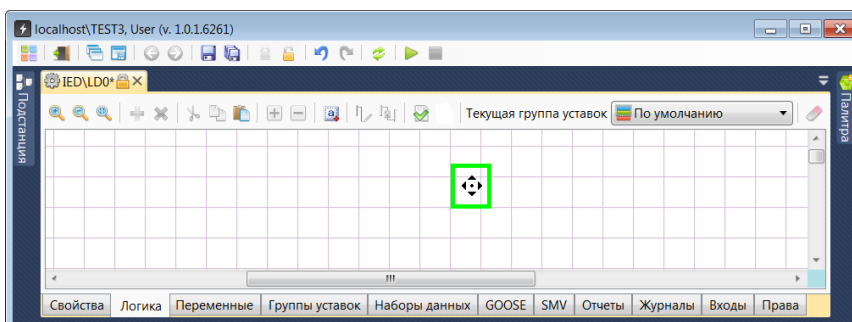 localhost\TEST3, User (v. 1.0.1.6261)
IED\LD0*
Подстанция
Текущая группа уставок По умолчанию
Палитра
Свойства Логика Переменные Группы уставок Наборы данных GOOSE SMV Отчеты Журналы Входы Права